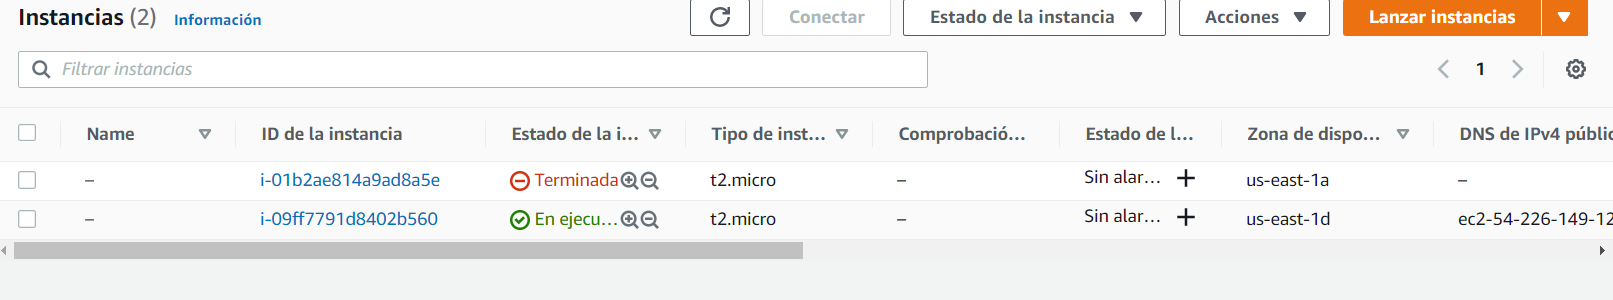 Instancias (2) Información Conectar Estado de la instancia Acciones Lanzar instancias
Filtrar instancias 1
Name ID de la instancia Estado de la i... Tipo de inst... Comprobació... Estado de l... Zona de dispo... DNS de IPv4 públic
– i-01b2ae814a9ad8a5e Terminada t2.micro – Sin alar... us-east-1a –
– i-09ff7791d8402b560 En ejecu... t2.micro – Sin alar... us-east-1d ec2-54-226-149-12